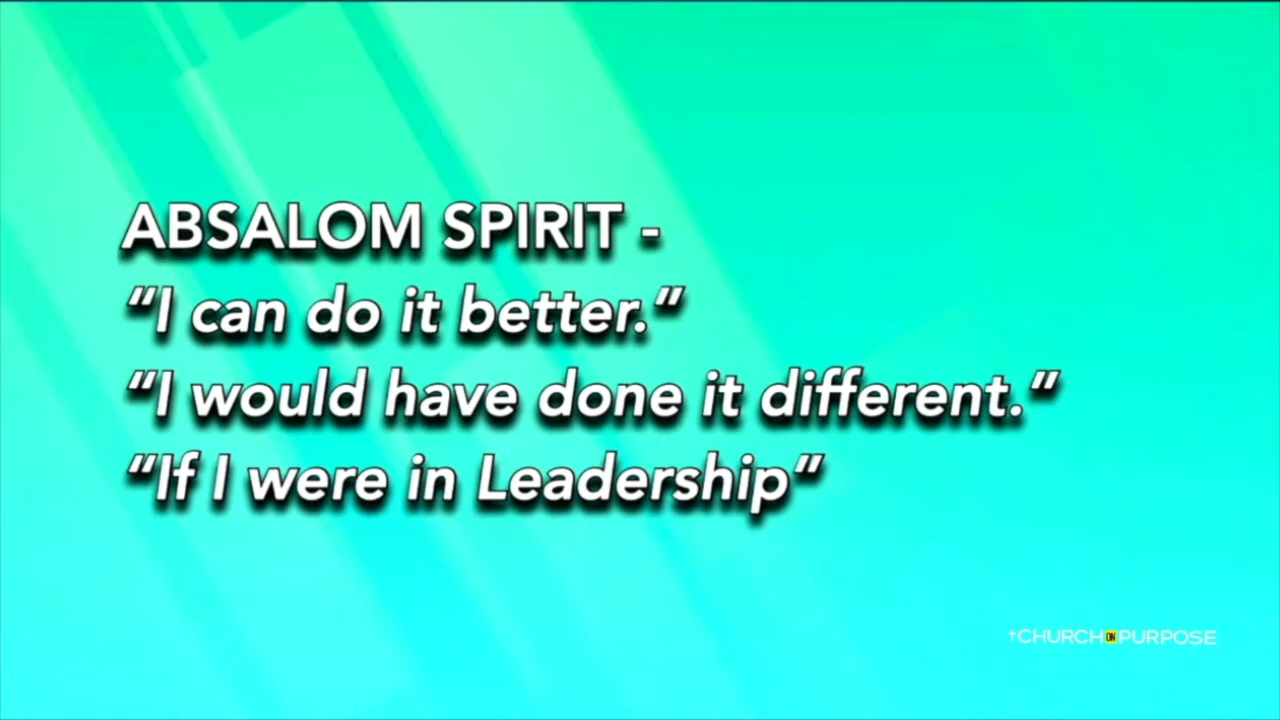 ABSALOM SPIRIT -
“I can do it better.”
“I would have done it different.”
“If I were in Leadership”
†CHURCH ON PURPOSE